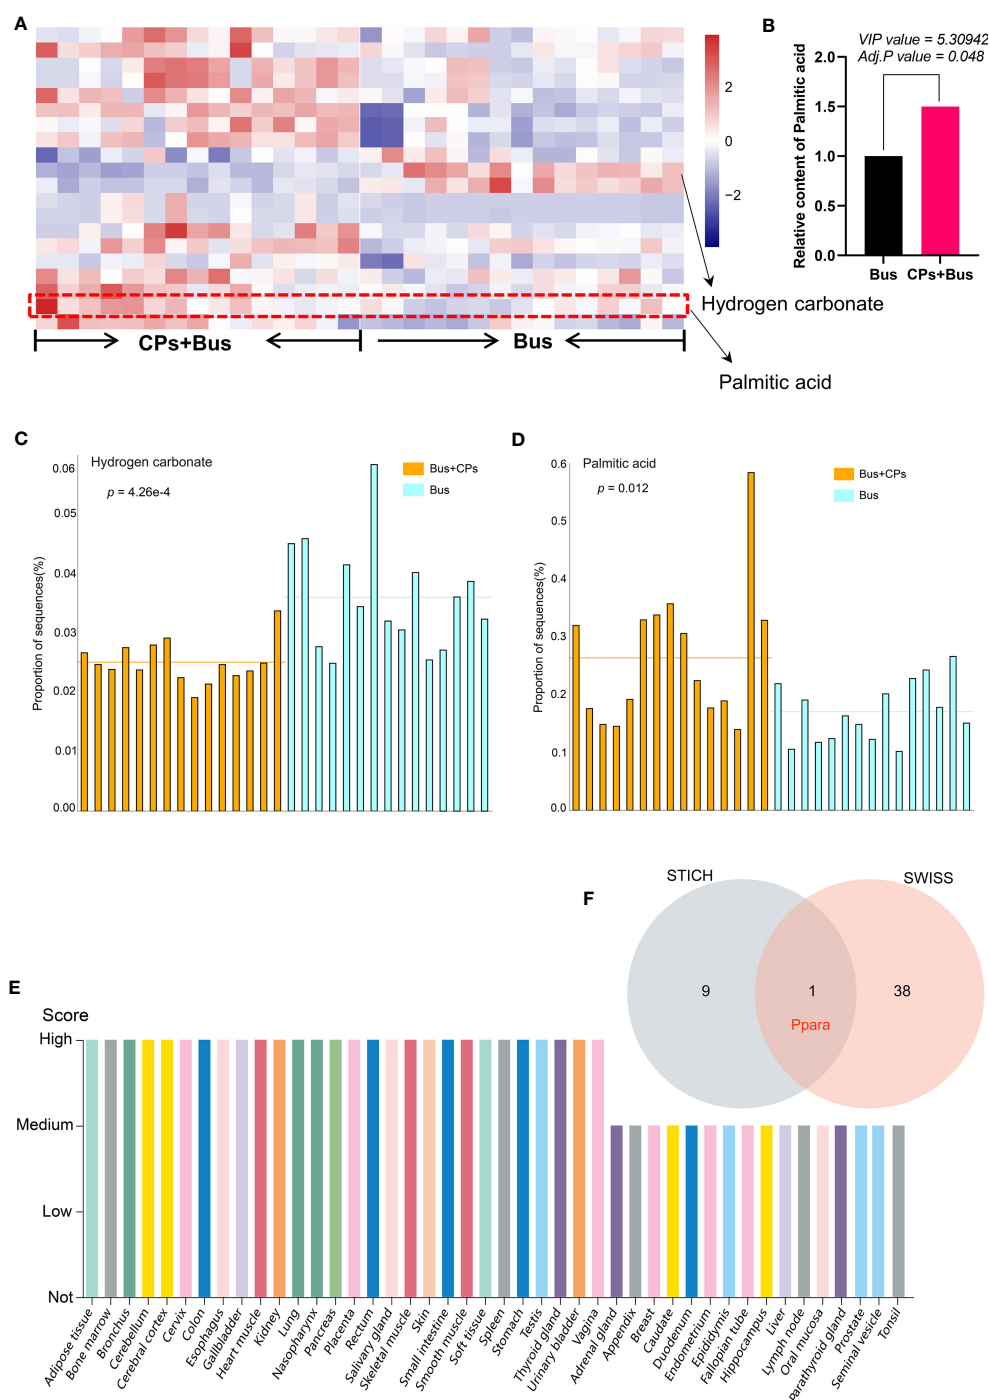 A
2
0
−2
CPs+Bus
Bus
Hydrogen carbonate
Palmitic acid
B
VIP value = 5.30942
Adj.P value = 0.048
Relative content of Palmitic acid
2.0
1.5
1.0
0.5
0.0
Bus
CPs+Bus
C
Hydrogen carbonate
p = 4.26e-4
Bus+CPs
Bus
Proportion of sequences(%)
0.06
0.05
0.04
0.03
0.02
0.01
0.00
D
Palmitic acid
p = 0.012
Bus+CPs
Bus
Proportion of sequences(%)
0.6
0.5
0.4
0.3
0.2
0.1
0.0
F
STICH
SWISS
9
1
38
Ppara
E
Score
High
Medium
Low
Not
Adipose tissue
Bone marrow
Bronchus
Cerebellum
Cerebral cortex
Cervix
Colon
Esophagus
Gallbladder
Heart muscle
Kidney
Lung
Nasopharynx
Pancreas
Placenta
Rectum
Salivary gland
Skeletal muscle
Skin
Small intestine
Smooth muscle
Soft tissue
Spleen
Stomach
Testis
Thyroid gland
Urinary bladder
Vagina
Adrenal gland
Appendix
Breast
Caudate
Duodenum
Endometrium
Epididymis
Fallopian tube
Hippocampus
Liver
Lymph node
Oral mucosa
parathyroid gland
Prostate
Seminal vesicle
Tonsil